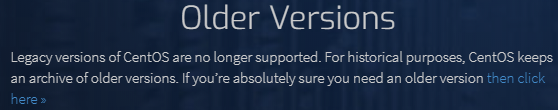 Older Versions
Legacy versions of CentOS are no longer supported. For historical purposes, CentOS keeps
an archive of older versions. If you’re absolutely sure you need an older version then click
here »